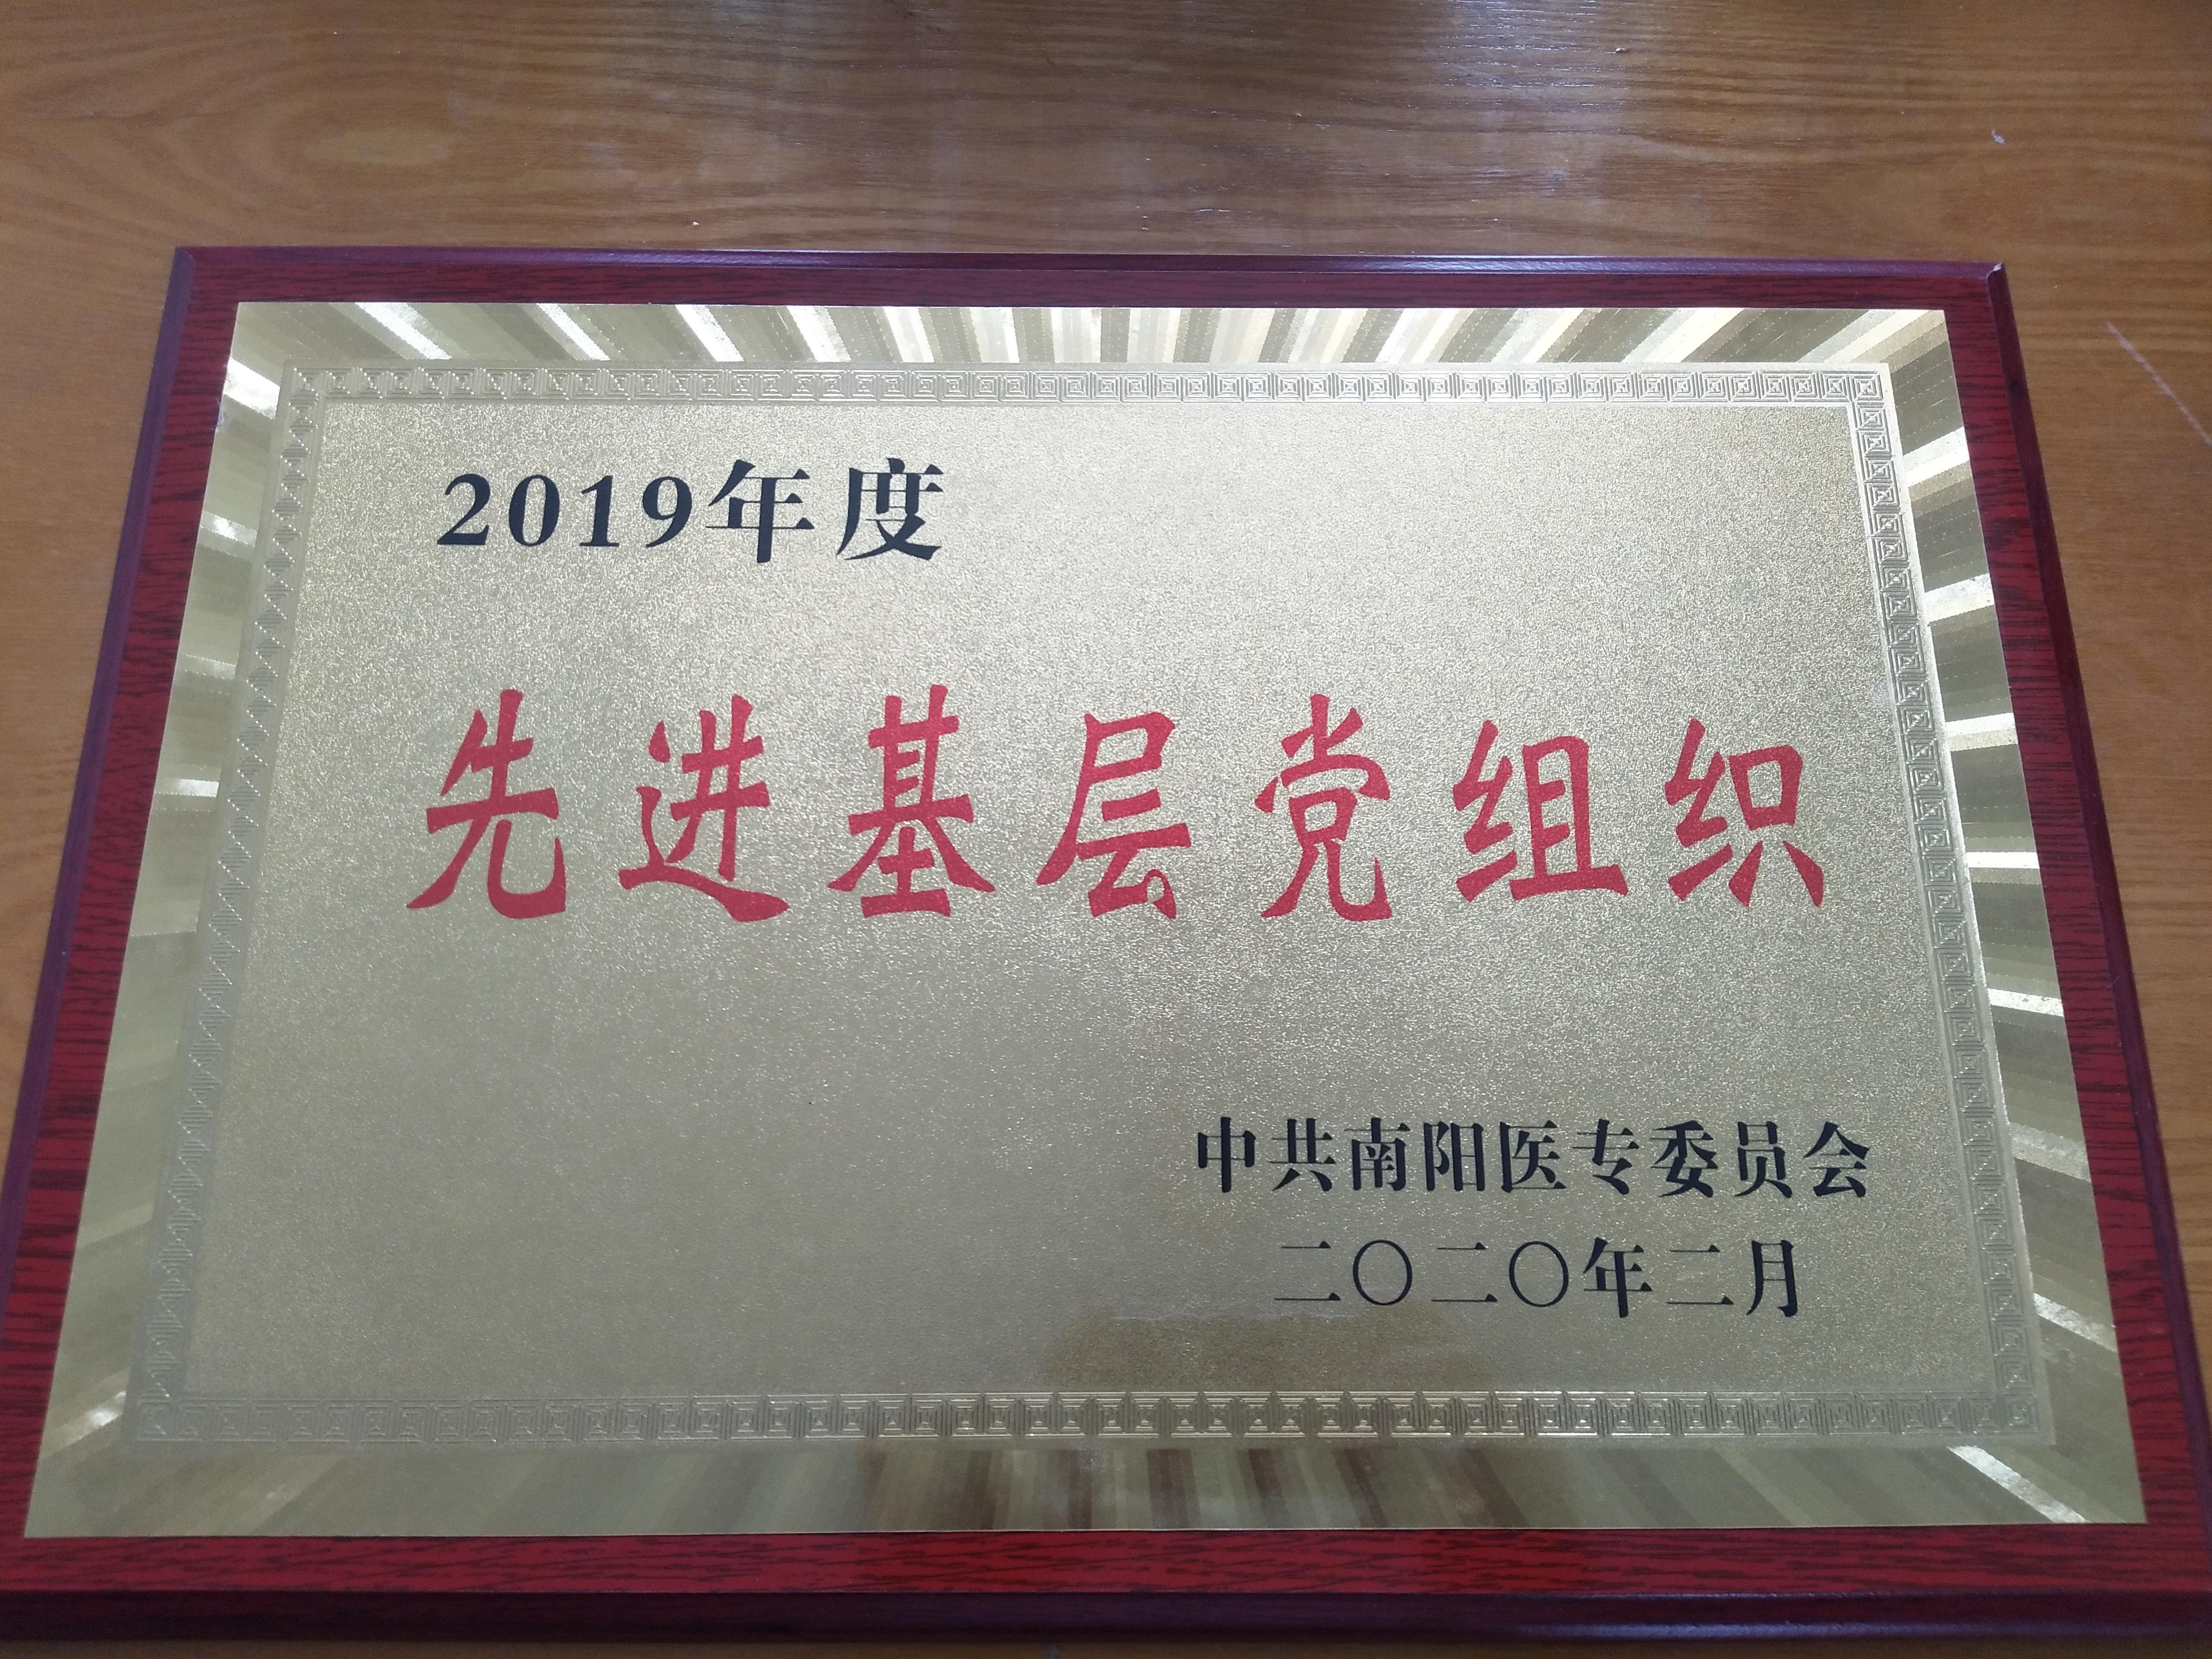 2019年度
先进基层党组织
中共南阳医专委员会
二〇二〇年二月